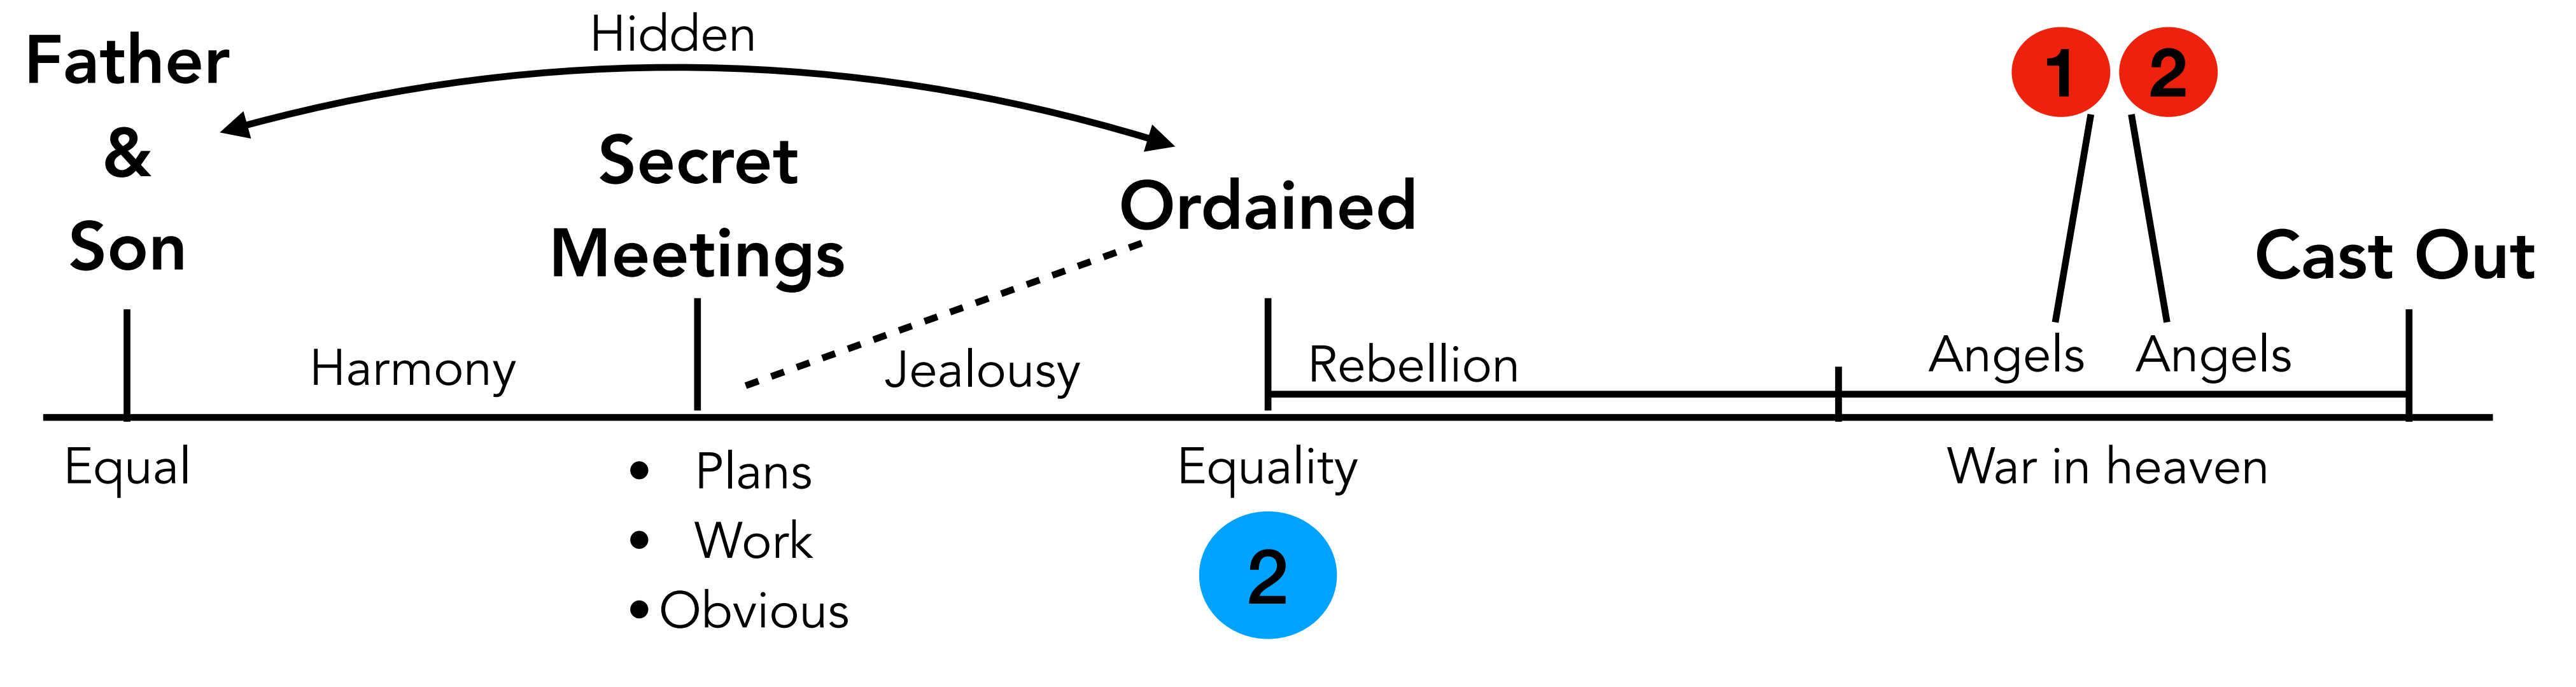 Hidden
Father
&
Son
Secret
Meetings
Ordained
1 2
Cast Out
Harmony
Jealousy
Rebellion
Angels Angels
Equal
• Plans
• Work
• Obvious
Equality
2
War in heaven